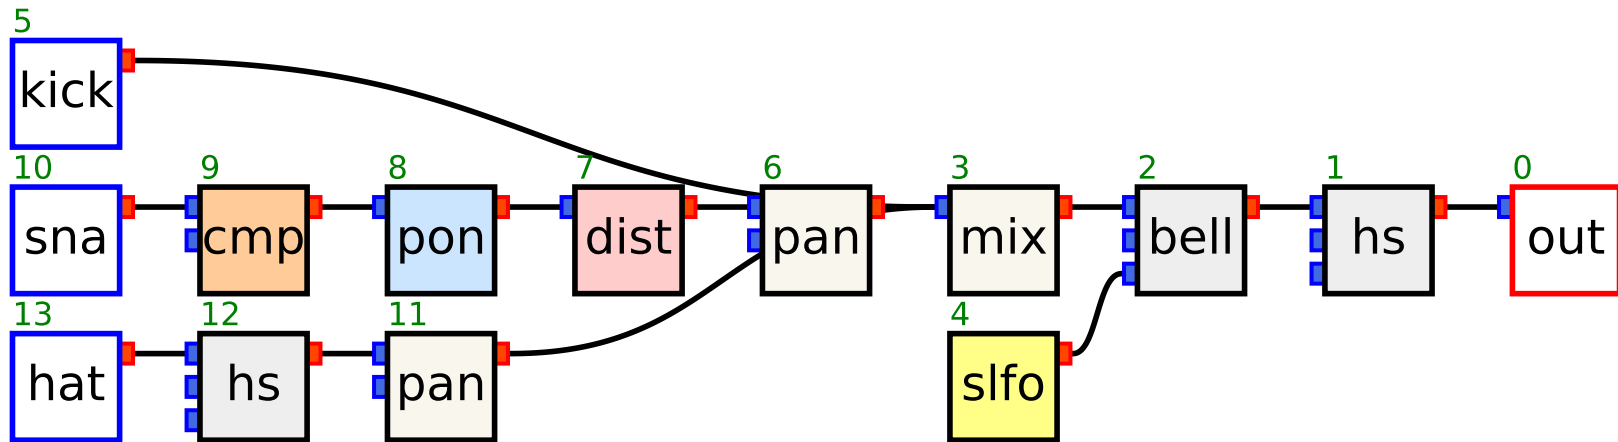 5
kick
10 9 8 7 6 3 2 1 0
sna cmp pon dist pan mix bell hs out
13 12 11 4
hat hs pan slfo